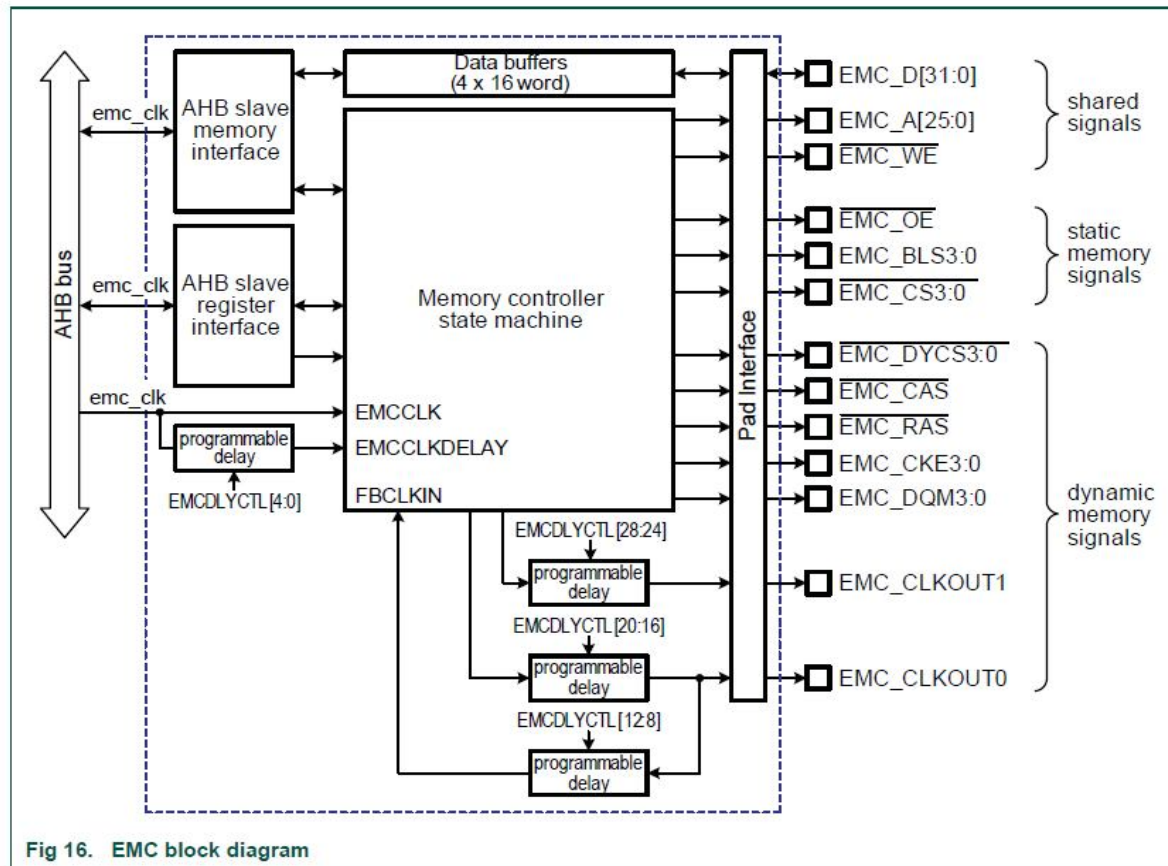 Data buffers
(4 x 16 word)
AHB slave
memory
interface
emc_clk
AHB bus
emc_clk
AHB slave
register
interface
Memory controller
state machine
emc_clk
EMCCLK
programmable
delay
EMCCLKDELAY
EMCDLYCTL[4:0]
FBCLKIN
EMCDLYCTL[28:24]
programmable
delay
EMCDLYCTL[20:16]
programmable
delay
EMCDLYCTL[12:8]
programmable
delay
Pad Interface
EMC_D[31:0]
EMC_A[25:0]
EMC_WE
shared
signals
EMC_OE
EMC_BLS3:0
EMC_CS3:0
static
memory
signals
EMC_DYCS3:0
EMC_CAS
EMC_RAS
EMC_CKE3:0
EMC_DQM3:0
EMC_CLKOUT1
EMC_CLKOUT0
dynamic
memory
signals
Fig 16. EMC block diagram